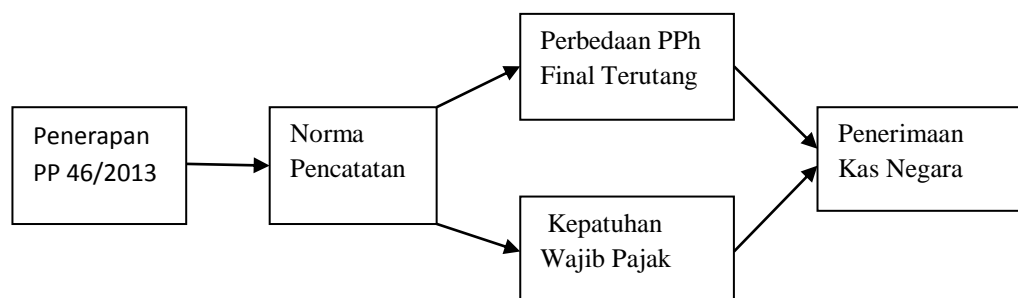 Penerapan
PP 46/2013
Norma
Pencatatan
Perbedaan PPh
Final Terutang
Kepatuhan
Wajib Pajak
Penerimaan
Kas Negara